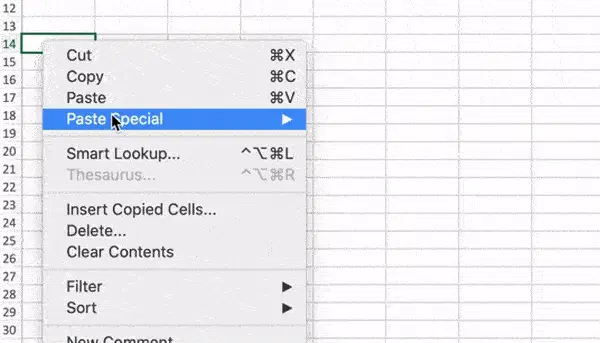 12
13
14
Cut ⌘X
15
Copy ⌘C
16
Paste ⌘V
17
Paste Special ▶
18
19
Smart Lookup... ^⌥⌘L
20
Thesaurus... ^⌥⌘R
21
22
Insert Copied Cells...
23
Delete...
24
Clear Contents
25
26
Filter ▶
27
Sort ▶
28
29
New Comment
30